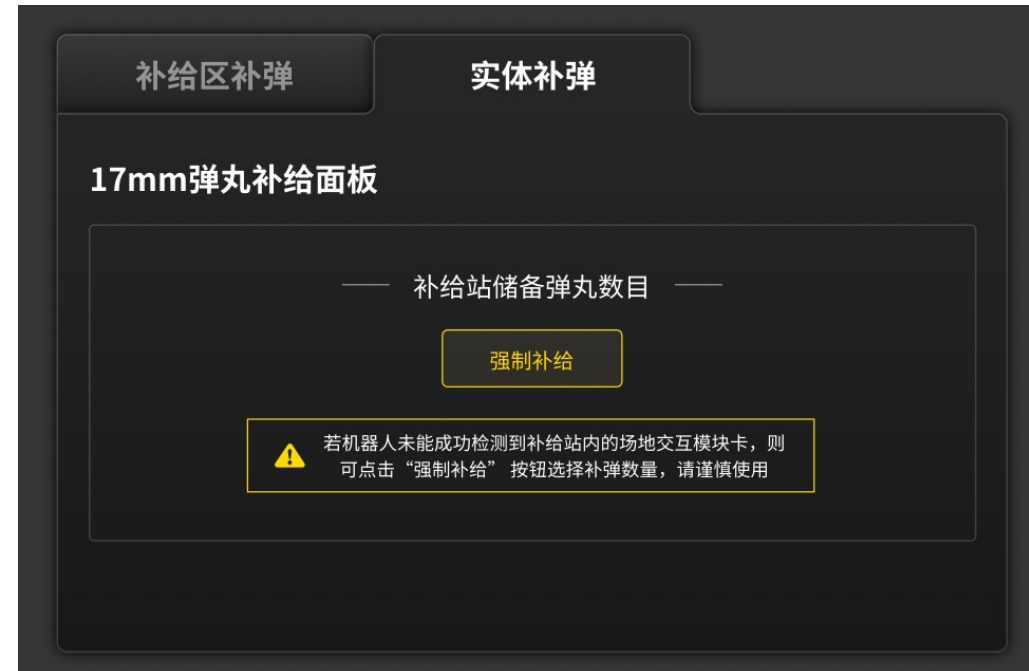 补给区补弹
实体补弹
17mm弹丸补给面板
补给站储备弹丸数目
强制补给
若机器人未能成功检测到补给站内的场地交互模块卡，则
可点击“强制补给” 按钮选择补弹数量，请谨慎使用